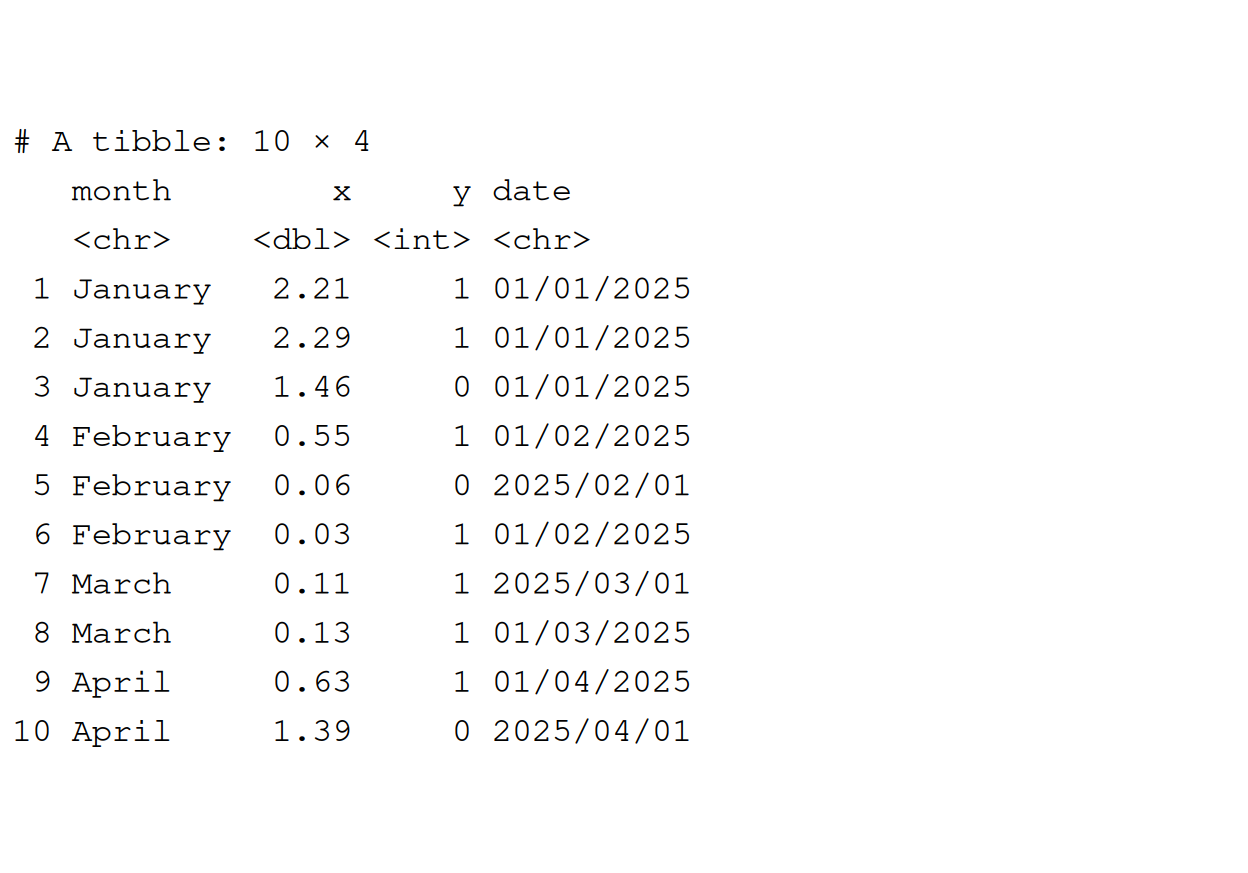 # A tibble: 10 × 4
   month        x     y date
   <chr>    <dbl> <int> <chr>
 1 January   2.21     1 01/01/2025
 2 January   2.29     1 01/01/2025
 3 January   1.46     0 01/01/2025
 4 February  0.55     1 01/02/2025
 5 February  0.06     0 2025/02/01
 6 February  0.03     1 01/02/2025
 7 March     0.11     1 2025/03/01
 8 March     0.13     1 01/03/2025
 9 April     0.63     1 01/04/2025
10 April     1.39     0 2025/04/01